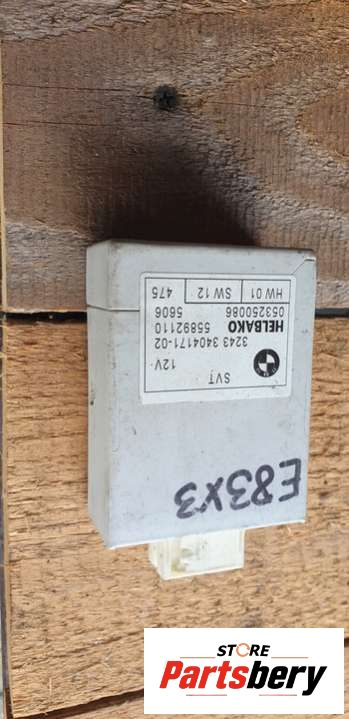 SVT
12V
3243 3404171-02
HELBAKO 55892110
053250086 5606
HW 01 SW 12 475
E83X3
STORE
Partsbery